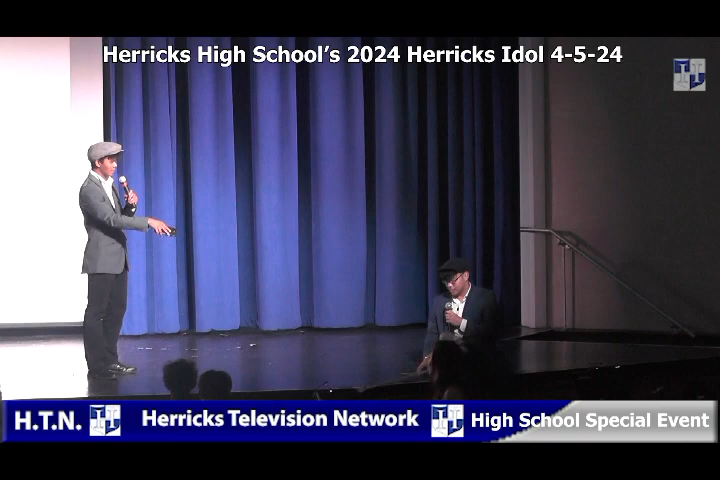 Herricks High School's 2024 Herricks Idol 4-5-24
H.T.N. Herricks Television Network High School Special Event